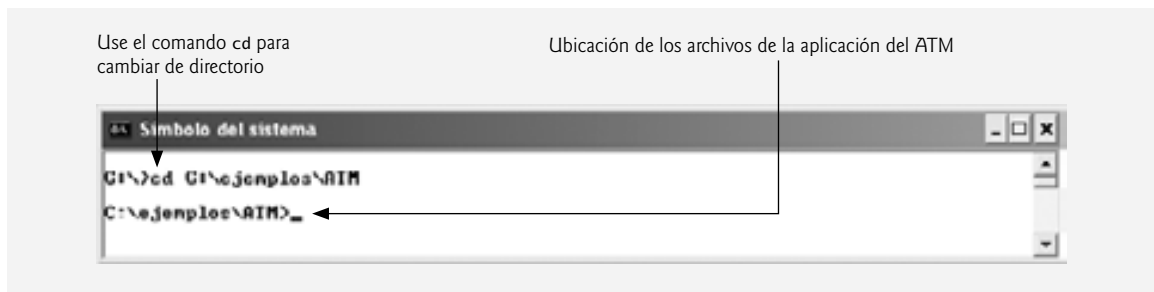 Use el comando cd para
cambiar de directorio
Ubicación de los archivos de la aplicación del ATM
Símbolo del sistema
C:\>cd C:\ejemplos\ATM
C:\ejemplos\ATM>_